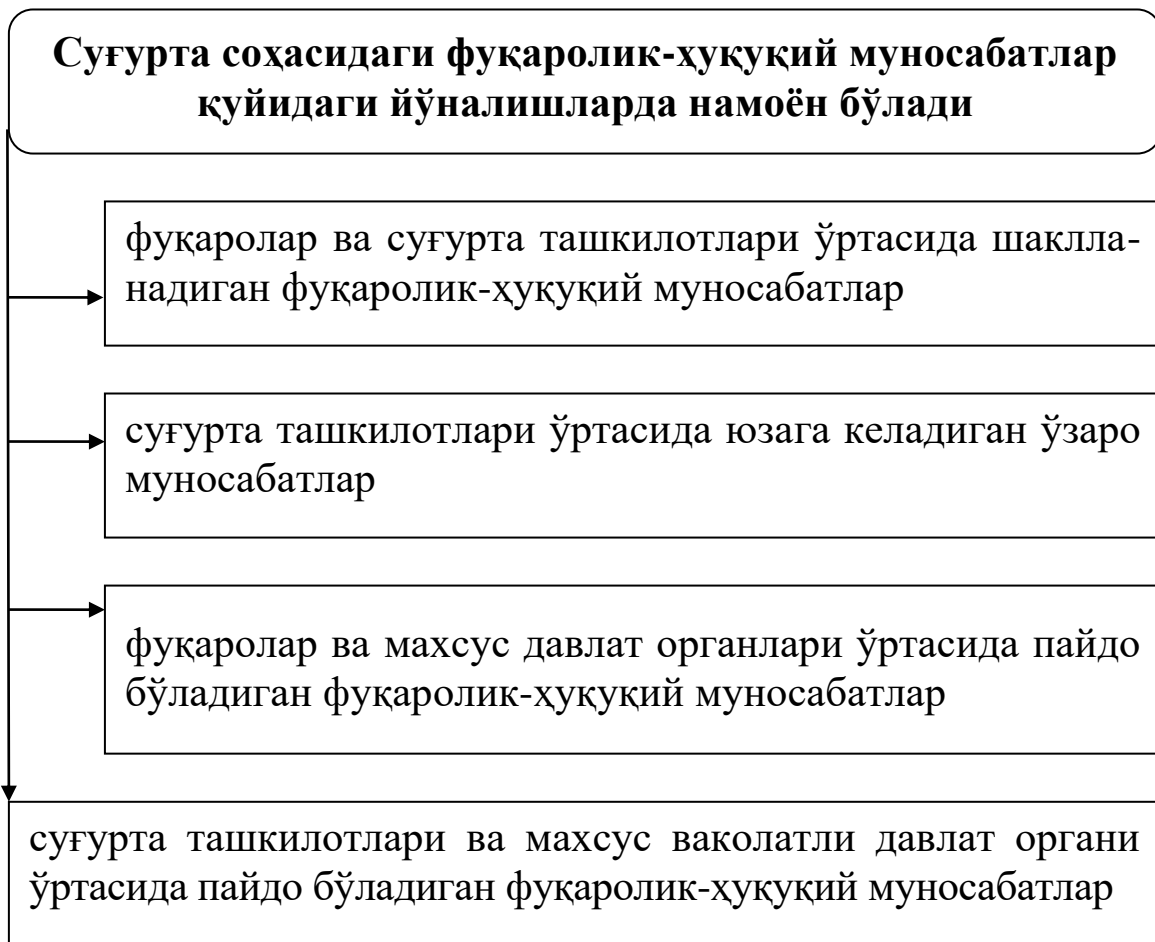 Суғурта соҳасидаги фуқаролик-ҳуқуқий муносабатлар
қуйидаги йўналишларда намоён бўлади
фуқаролар ва суғурта ташкилотлари ўртасида шаклла-
надиган фуқаролик-ҳуқуқий муносабатлар
суғурта ташкилотлари ўртасида юзага келадиган ўзаро
муносабатлар
фуқаролар ва махсус давлат органлари ўртасида пайдо
бўладиган фуқаролик-ҳуқуқий муносабатлар
суғурта ташкилотлари ва махсус ваколатли давлат органи
ўртасида пайдо бўладиган фуқаролик-ҳуқуқий муносабатлар